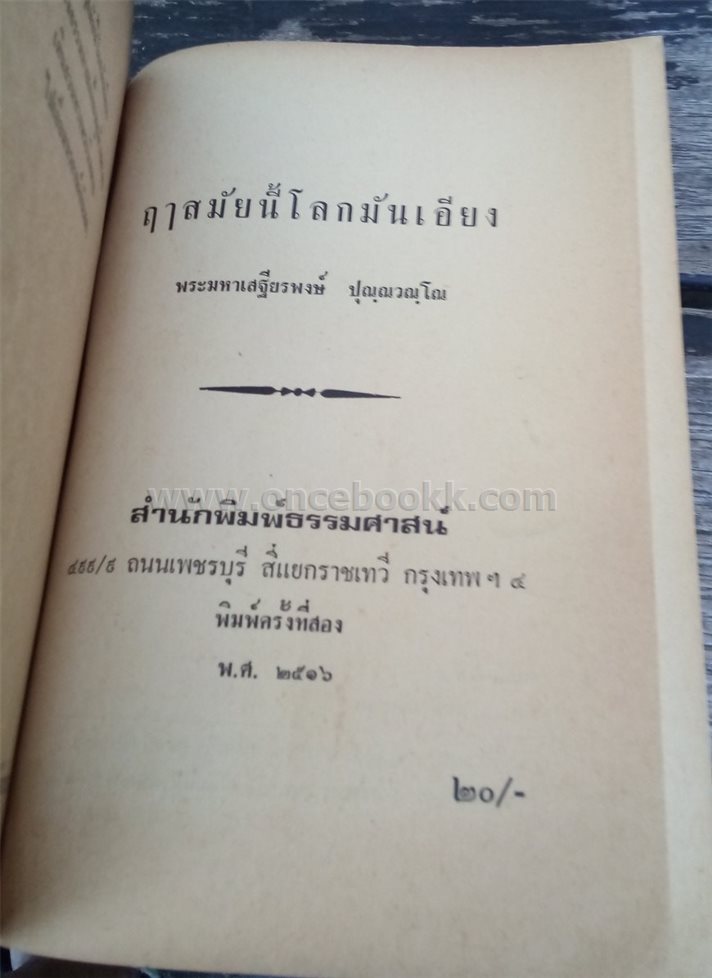 ฤๅสมัยนี้โลกมันเอียง
พระมหาเสฐียรพงษ์ ปุณฺณวณฺโณ
www.oncebookk.com
สำนักพิมพ์ธรรมศาสน์
๔๙๙/๙ ถนนเพชรบุรี สี่แยกราชเทวี กรุงเทพฯ ๔
พิมพ์ครั้งที่สอง
พ.ศ. ๒๕๑๖
๒๐/-